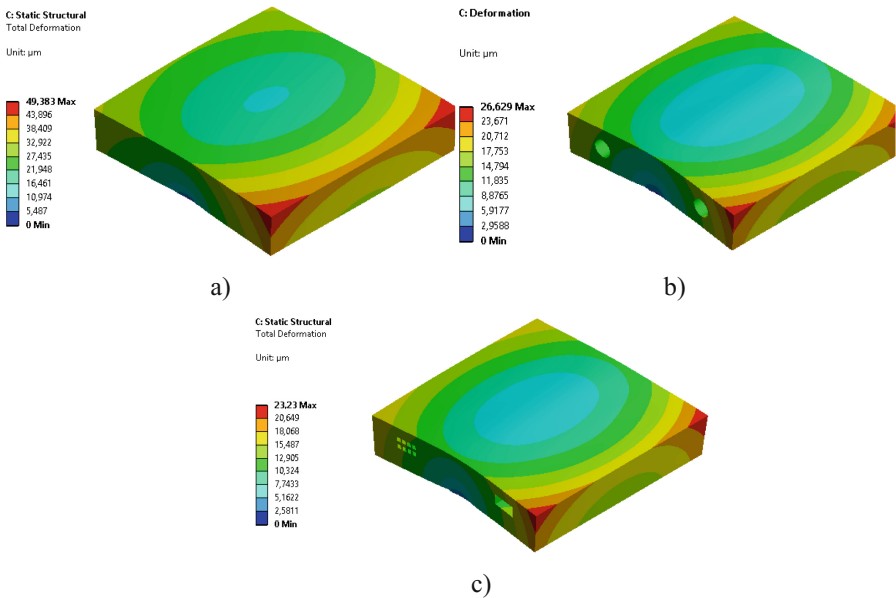 C: Static Structural
Total Deformation
Unit: µm
49,383 Max
43,896
38,409
32,922
27,435
21,948
16,461
10,974
5,487
0 Min
a)
C: Deformation
Unit: µm
26,629 Max
23,671
20,712
17,753
14,794
11,835
8,8765
5,9177
2,9588
0 Min
b)
C: Static Structural
Total Deformation
Unit: µm
23,23 Max
20,649
18,068
15,487
12,905
10,324
7,7433
5,1622
2,5811
0 Min
c)